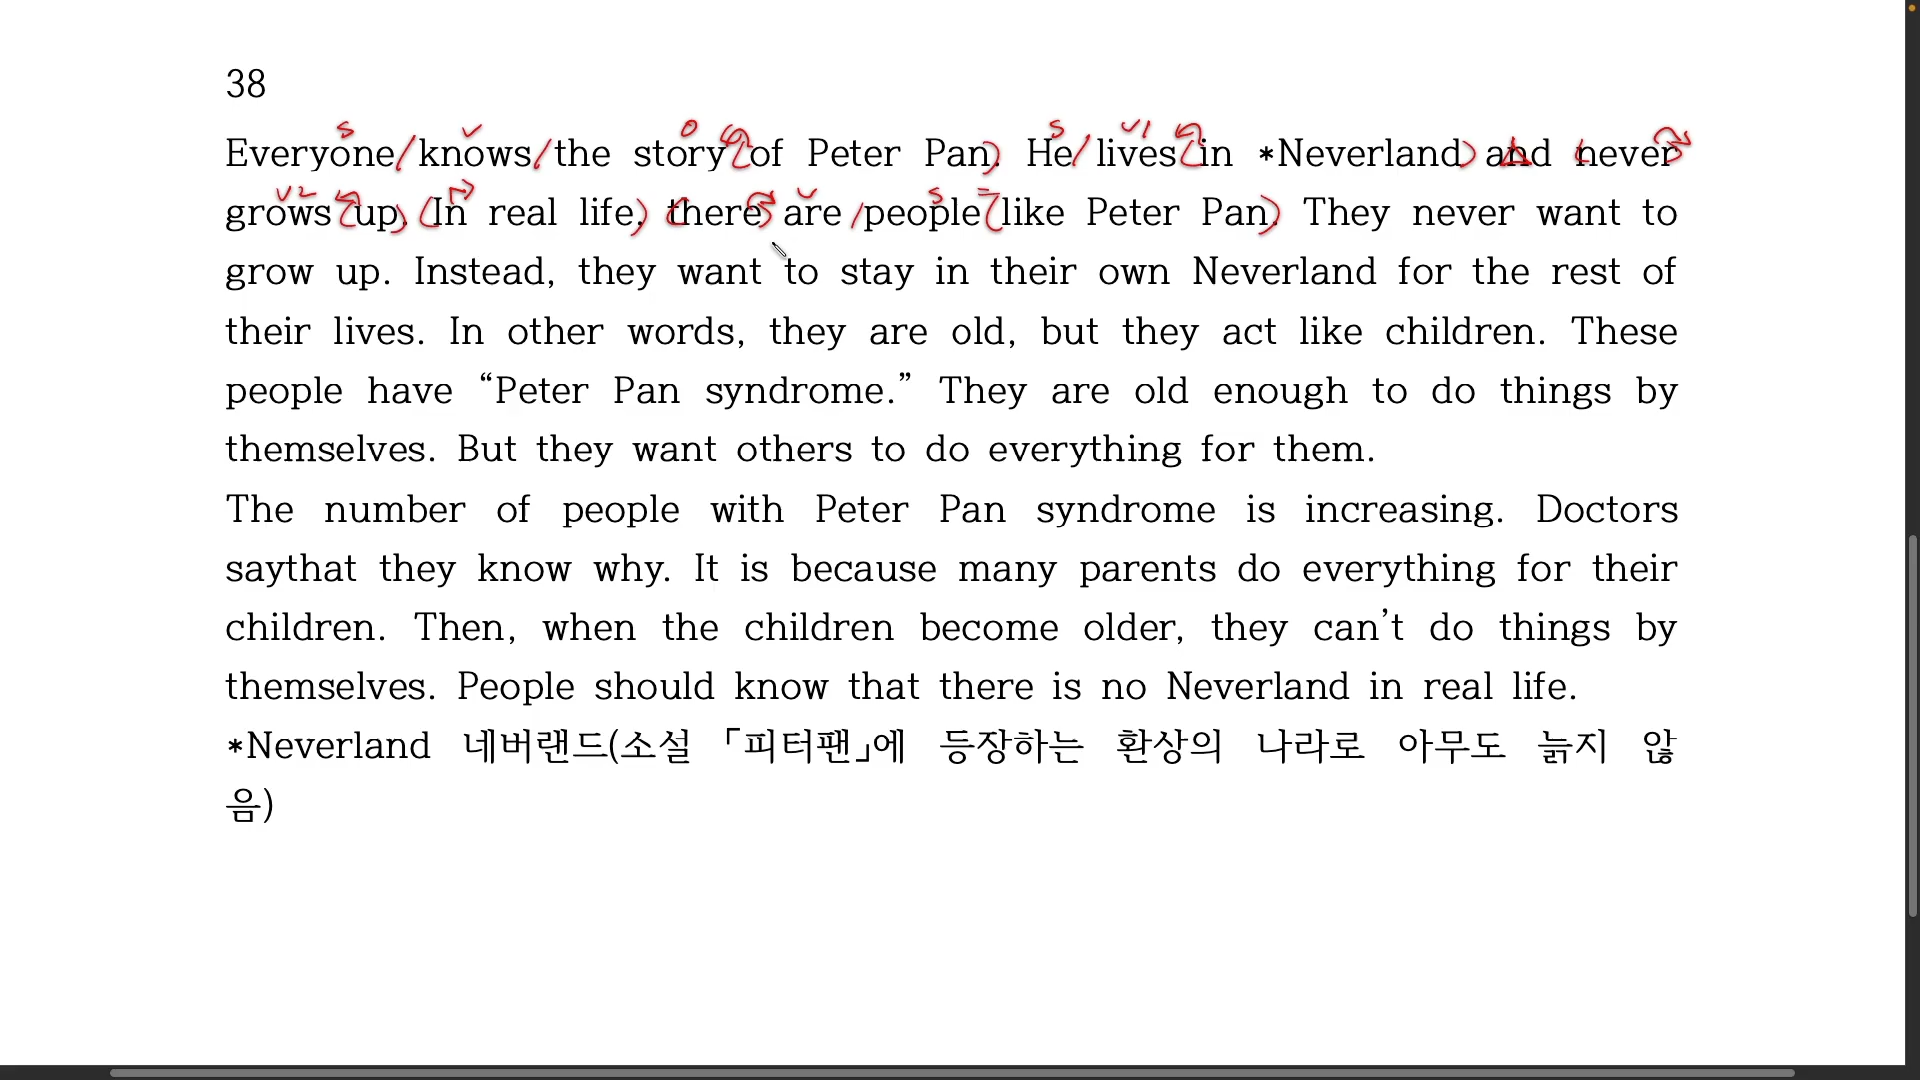 38
Everyone knows the story of Peter Pan. He lives in *Neverland and never
grows up. In real life, there are people like Peter Pan. They never want to
grow up. Instead, they want to stay in their own Neverland for the rest of
their lives. In other words, they are old, but they act like children. These
people have “Peter Pan syndrome.” They are old enough to do things by
themselves. But they want others to do everything for them.
The number of people with Peter Pan syndrome is increasing. Doctors
saythat they know why. It is because many parents do everything for their
children. Then, when the children become older, they can’t do things by
themselves. People should know that there is no Neverland in real life.
*Neverland 네버랜드(소설 「피터팬」에 등장하는 환상의 나라로 아무도 늙지 않
음)